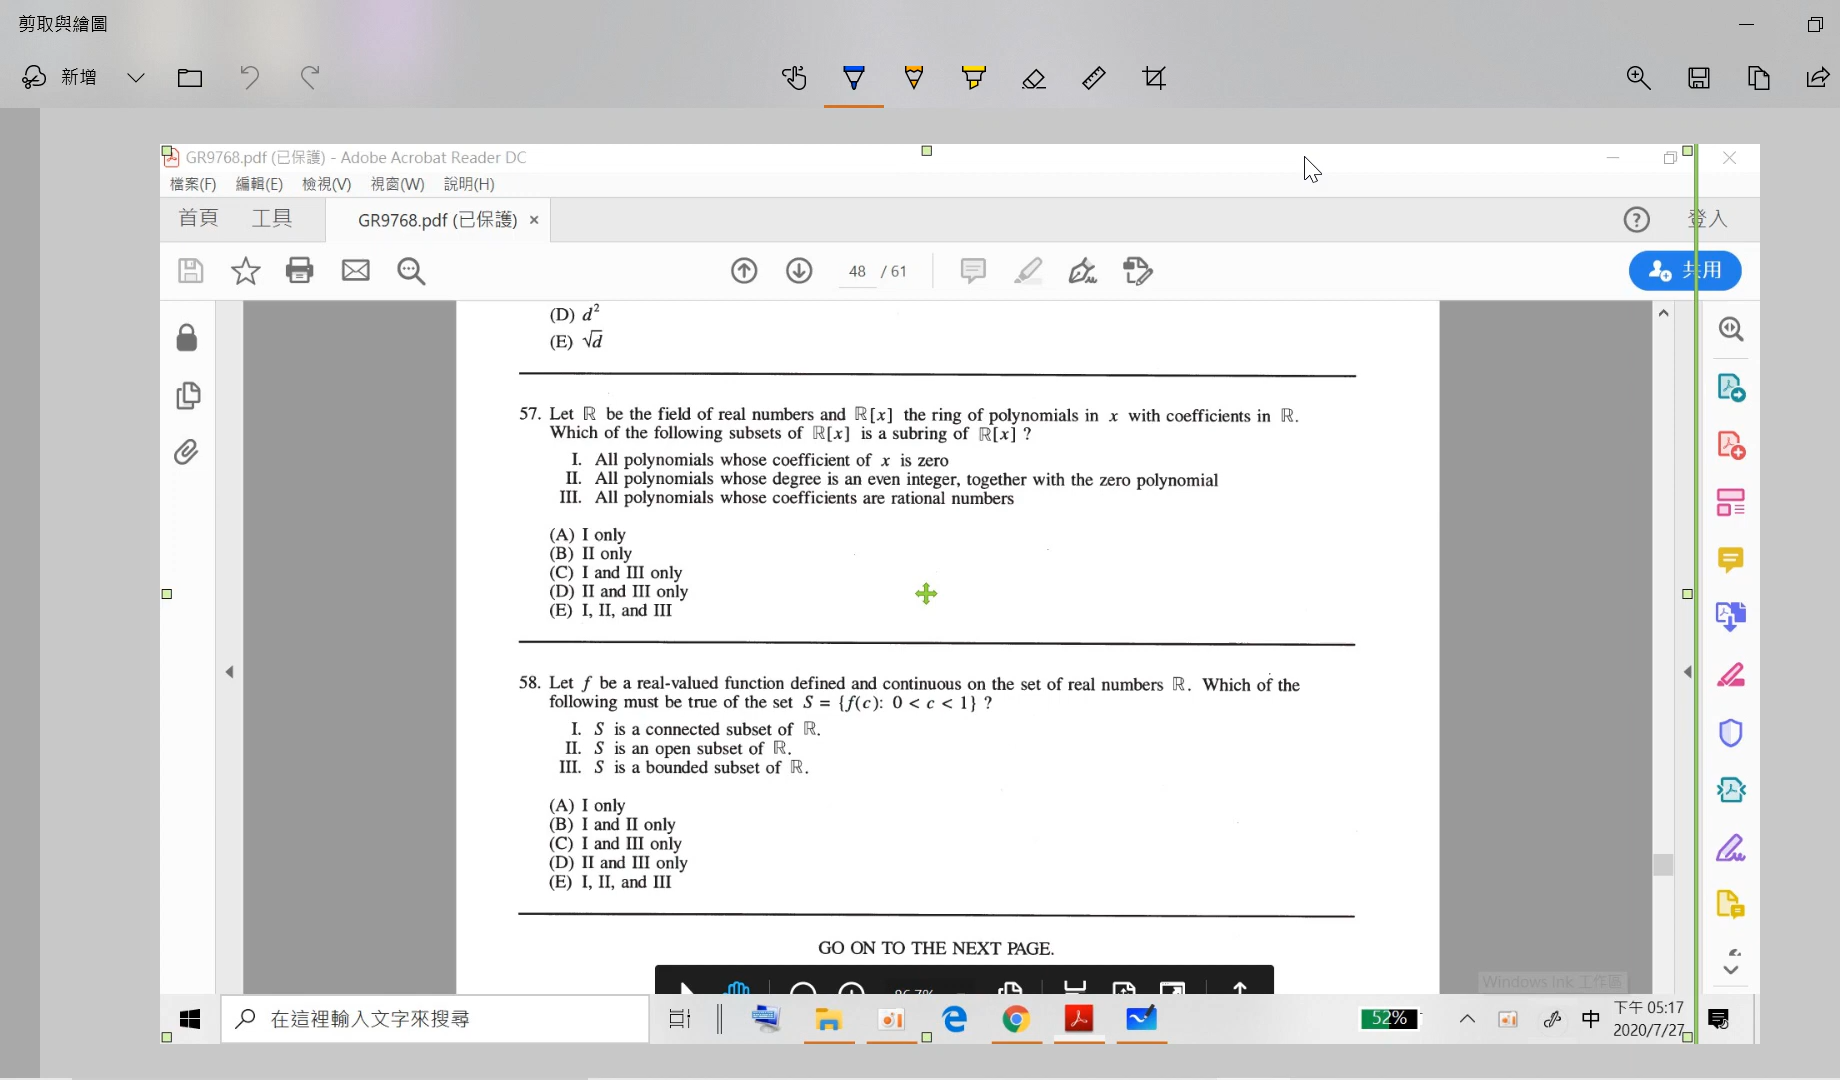 剪取與繪圖
新增
GR9768.pdf (已保護) - Adobe Acrobat Reader DC
檔案(F) 編輯(E) 檢視(V) 視窗(W) 說明(H)
首頁 工具 GR9768.pdf (已保護) × 登入
48 / 61 共用
(D) d²
(E) √d
57. Let ℝ be the field of real numbers and ℝ[x] the ring of polynomials in x with coefficients in ℝ.
Which of the following subsets of ℝ[x] is a subring of ℝ[x] ?
I. All polynomials whose coefficient of x is zero
II. All polynomials whose degree is an even integer, together with the zero polynomial
III. All polynomials whose coefficients are rational numbers
(A) I only
(B) II only
(C) I and III only
(D) II and III only
(E) I, II, and III
58. Let f be a real-valued function defined and continuous on the set of real numbers ℝ. Which of the
following must be true of the set S = {f(c): 0 < c < 1} ?
I. S is a connected subset of ℝ.
II. S is an open subset of ℝ.
III. S is a bounded subset of ℝ.
(A) I only
(B) I and II only
(C) I and III only
(D) II and III only
(E) I, II, and III
GO ON TO THE NEXT PAGE.
Windows Ink 工作區
在這裡輸入文字來搜尋
52%
中
下午 05:17
2020/7/27